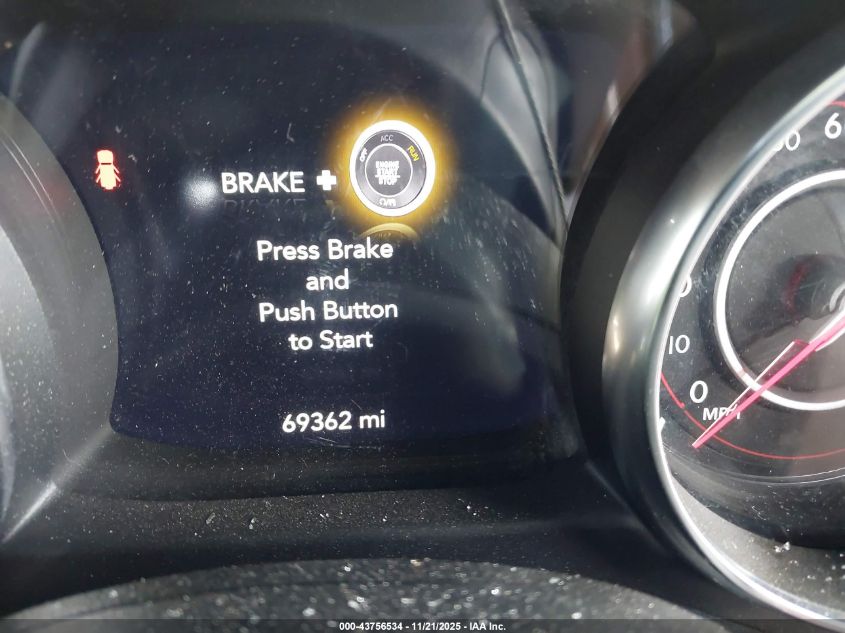 BRAKE +
OFF
ACC
RUN
ENGINE
START
STOP
Press Brake
and
Push Button
to Start
69362 mi
60
10
0
MPH
000-43756534 - 11/21/2025 - IAA Inc.